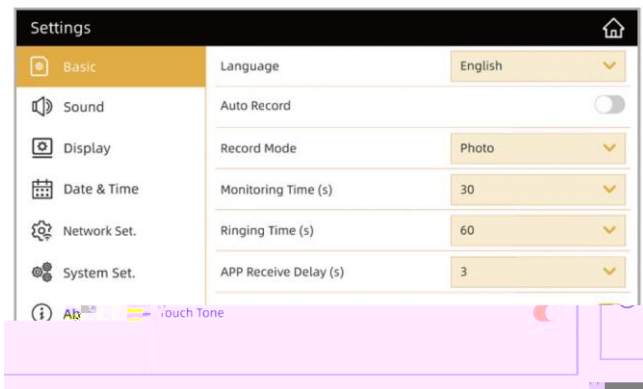 Settings
Basic
Language English
Sound
Auto Record
Display
Record Mode Photo
Date & Time
Monitoring Time (s) 30
Network Set.
Ringing Time (s) 60
System Set.
APP Receive Delay (s) 3
Touch Tone